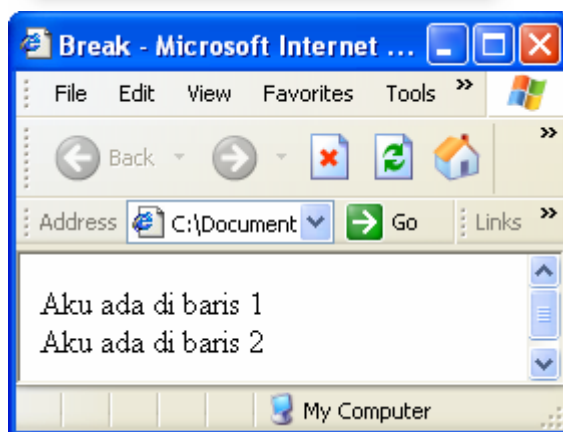 Break - Microsoft Internet ...
File Edit View Favorites Tools »
Back »
Address C:\Document Go Links »
Aku ada di baris 1
Aku ada di baris 2
My Computer